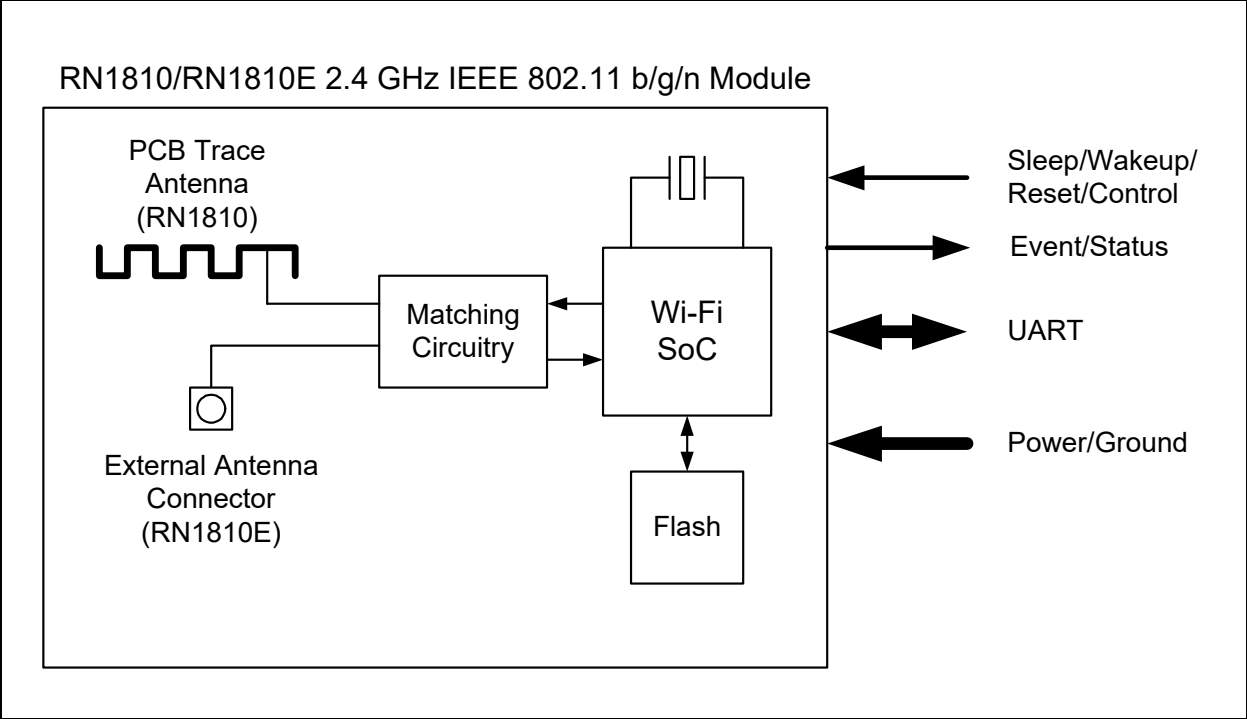 RN1810/RN1810E 2.4 GHz IEEE 802.11 b/g/n Module
PCB Trace
Antenna
(RN1810)
Matching
Circuitry
Wi-Fi
SoC
External Antenna
Connector
(RN1810E)
Flash
Sleep/Wakeup/
Reset/Control
Event/Status
UART
Power/Ground